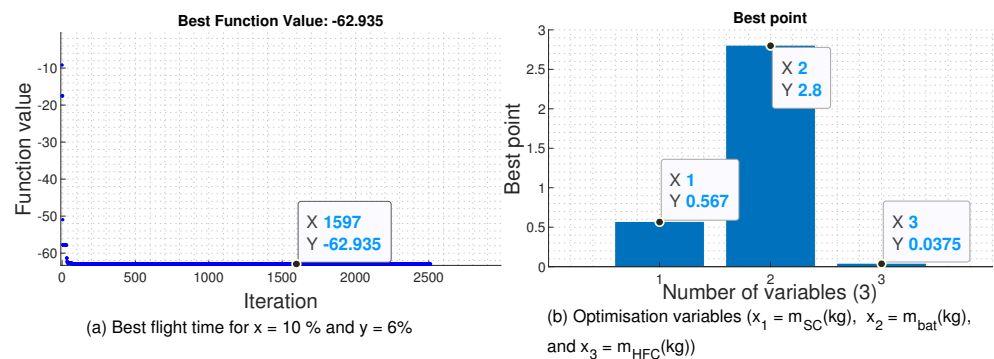 Best Function Value: -62.935
Function value
-10
-20
-30
-40
-50
-60
X 1597
Y -62.935
0 500 1000 1500 2000 2500
Iteration
(a) Best flight time for x = 10 % and y = 6%
Best point
Best point
3
2.5
2
1.5
1
0.5
0
X 2
Y 2.8
X 1
Y 0.567
X 3
Y 0.0375
1 2 3
Number of variables (3)
(b) Optimisation variables (x1 = mSC(kg), x2 = mbat(kg),
and x3 = mHFC(kg))